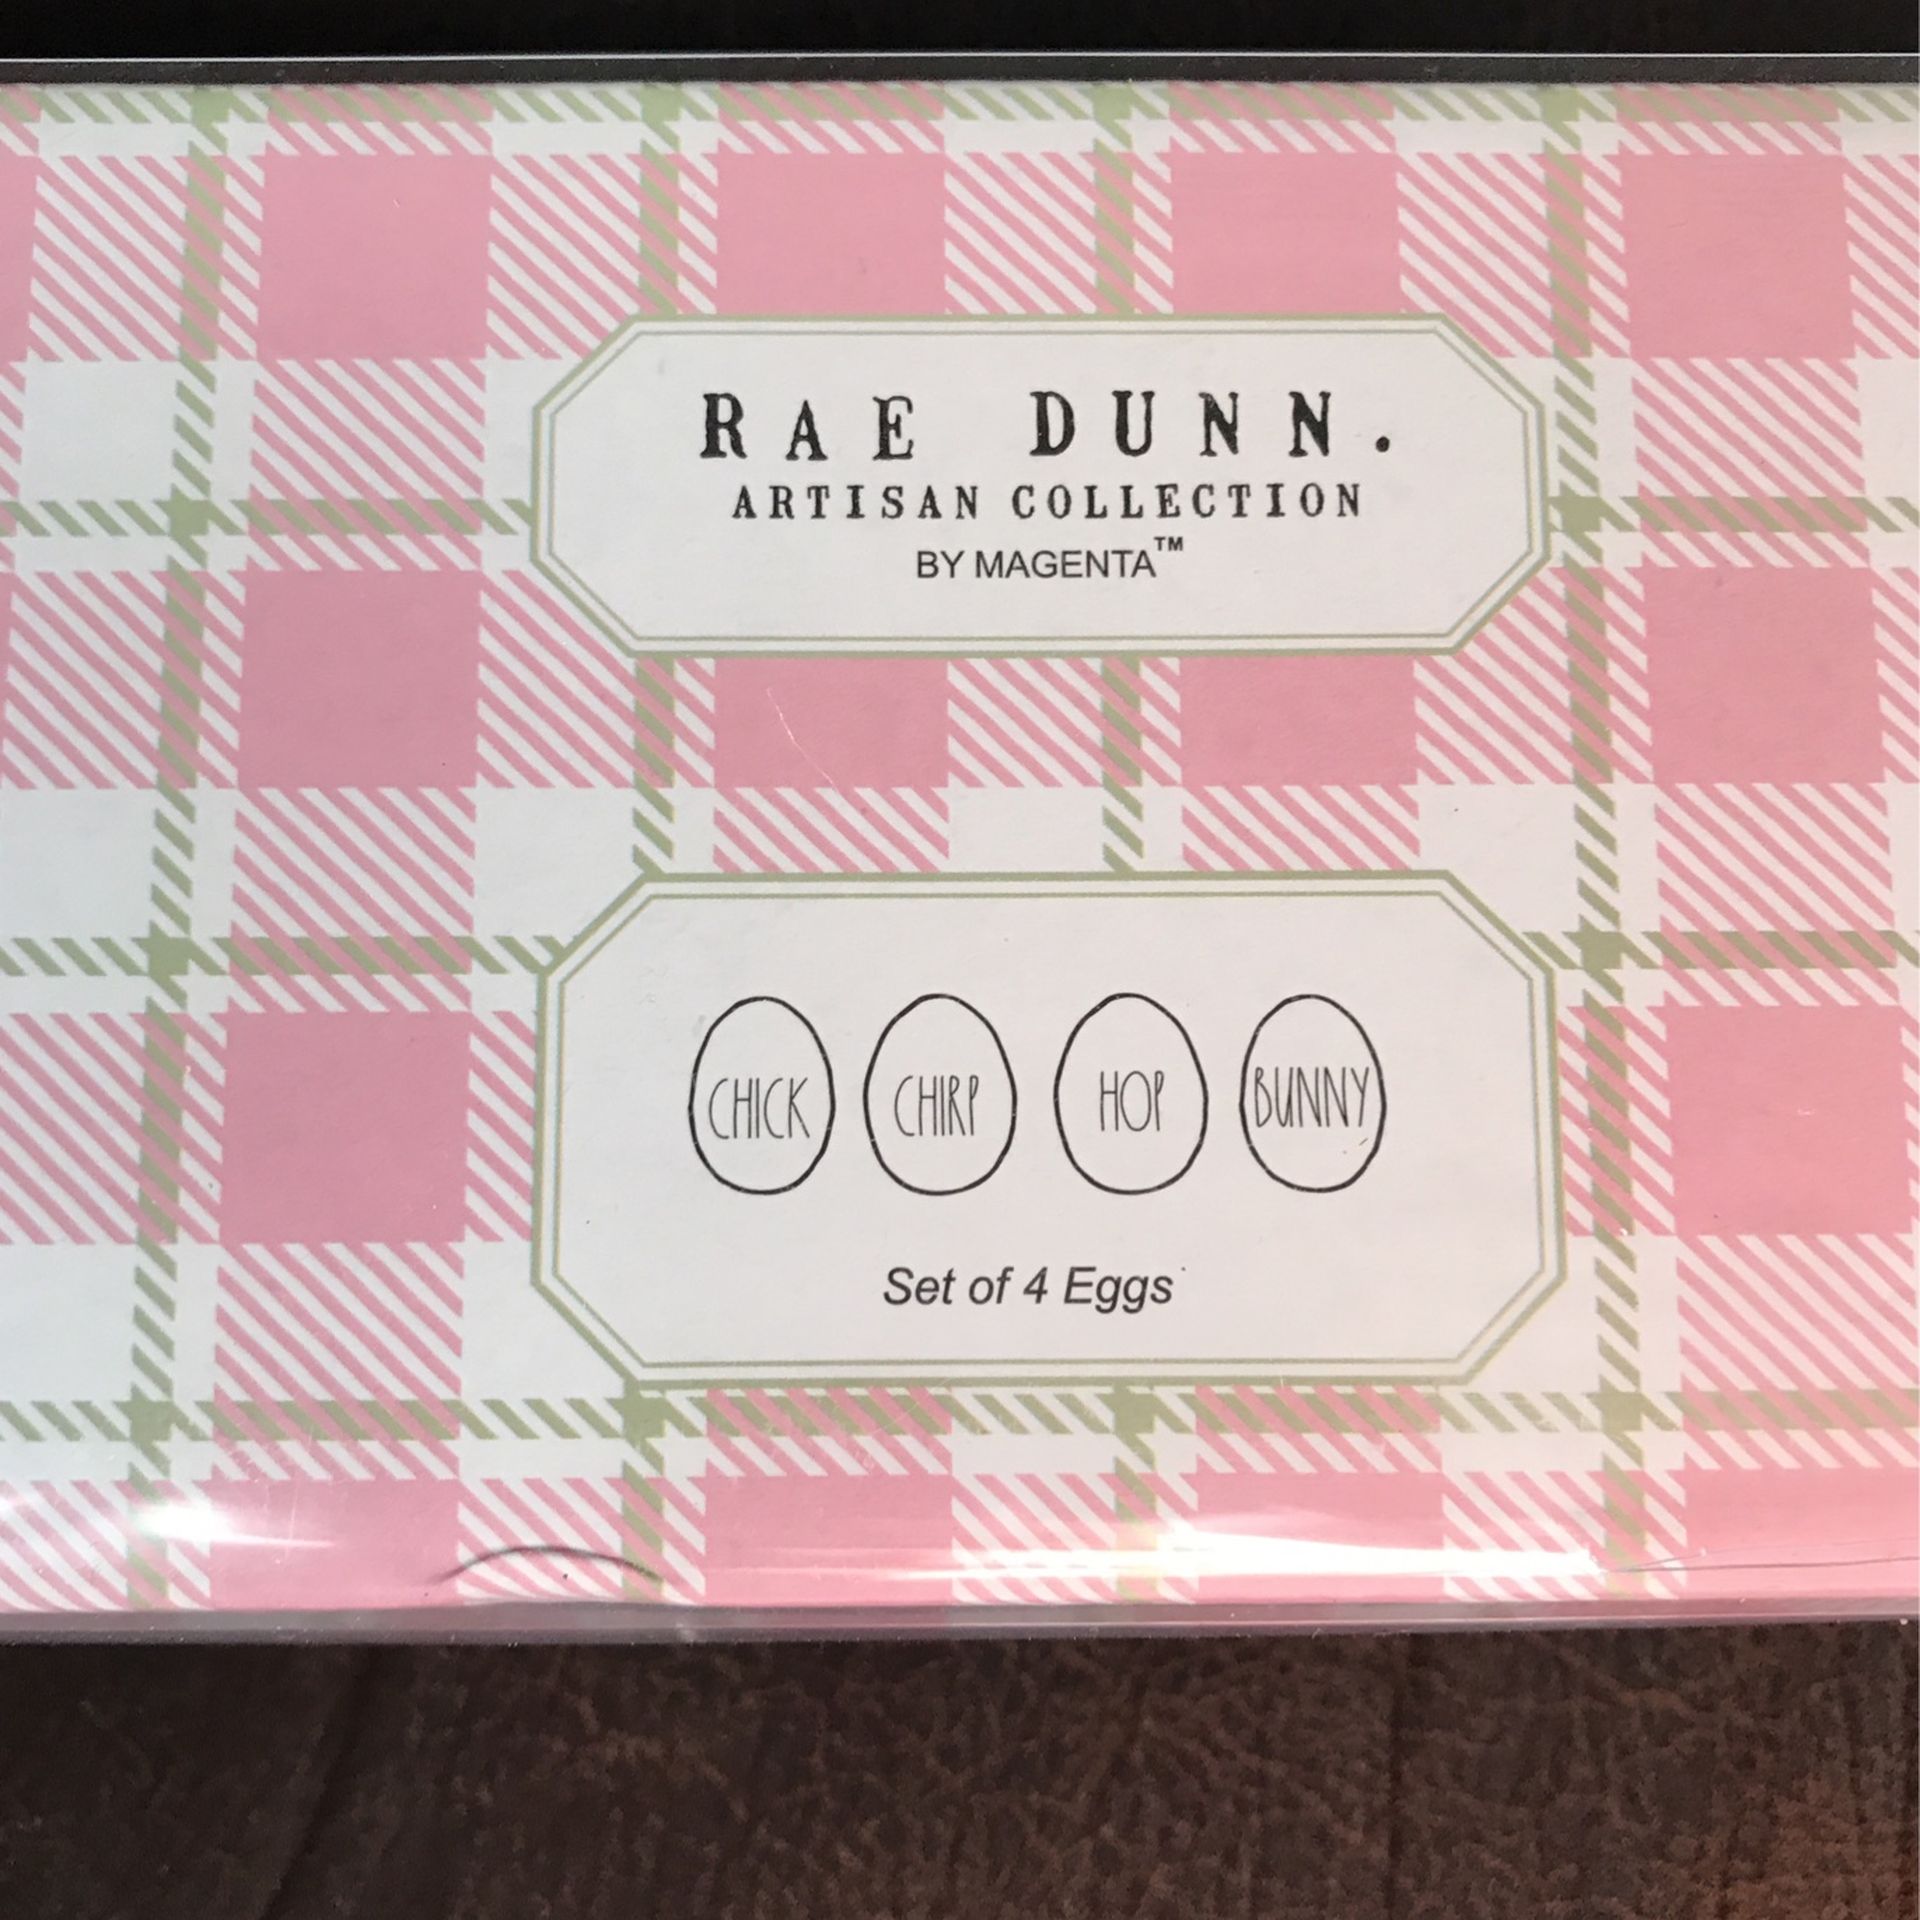 RAE DUNN.
ARTISAN COLLECTION
BY MAGENTA™
CHICK CHIRP HOP BUNNY
Set of 4 Eggs